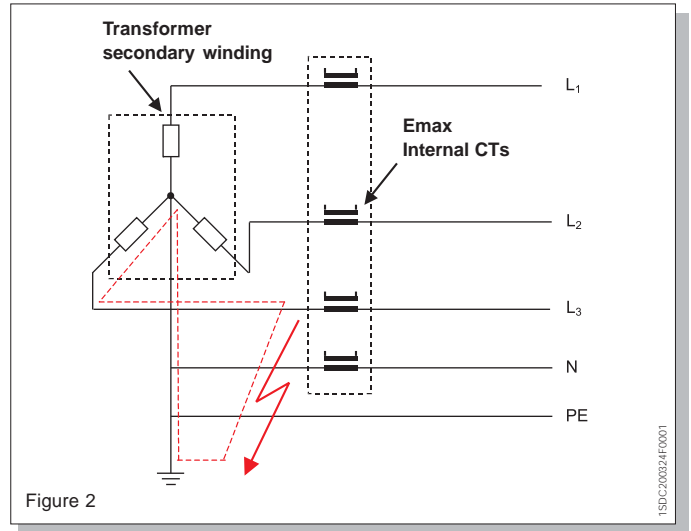 Transformer
secondary winding
L₁
Emax
Internal CTs
L₂
L₃
N
PE
Figure 2
1SDC200324F0001